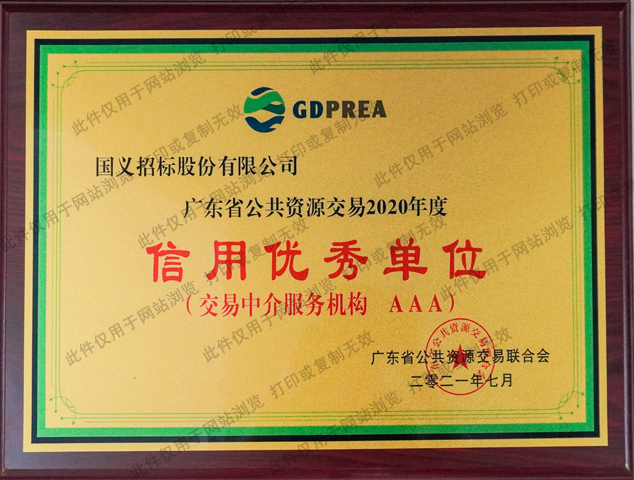 GDPREA
国义招标股份有限公司
广东省公共资源交易2020年度
信用优秀单位
（交易中介服务机构 AAA）
广东省公共资源交易联合会
二零二一年七月
此件仅用于网站浏览 打印或复制无效